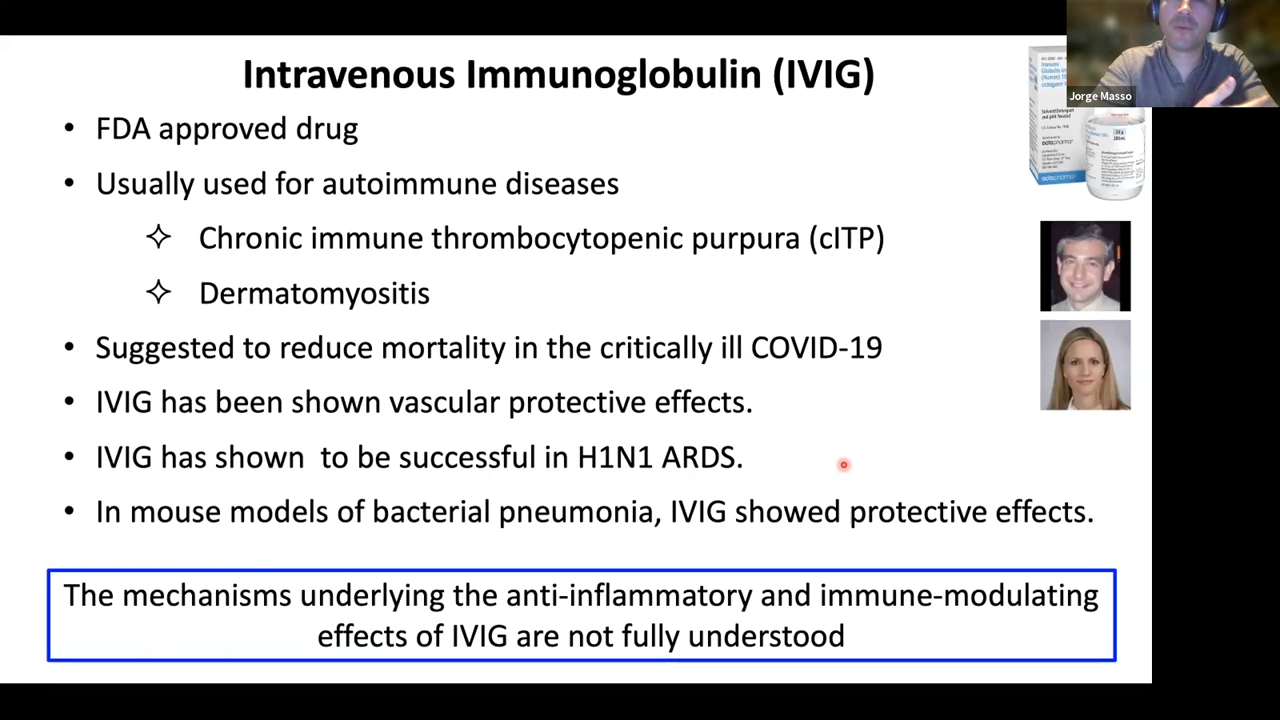 Intravenous Immunoglobulin (IVIG)
Jorge Masso
• FDA approved drug
• Usually used for autoimmune diseases
✧ Chronic immune thrombocytopenic purpura (cITP)
✧ Dermatomyositis
• Suggested to reduce mortality in the critically ill COVID-19
• IVIG has been shown vascular protective effects.
• IVIG has shown  to be successful in H1N1 ARDS.
• In mouse models of bacterial pneumonia, IVIG showed protective effects.
The mechanisms underlying the anti-inflammatory and immune-modulating
effects of IVIG are not fully understood
octapharma